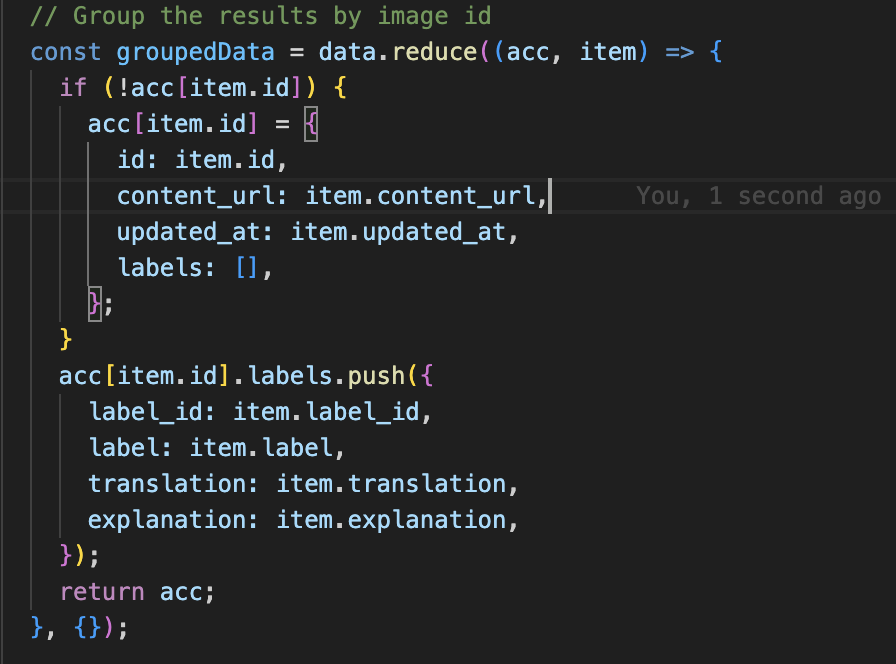 // Group the results by image id
const groupedData = data.reduce((acc, item) => {
  if (!acc[item.id]) {
    acc[item.id] = {
      id: item.id,
      content_url: item.content_url,    You, 1 second ago
      updated_at: item.updated_at,
      labels: [],
    };
  }
  acc[item.id].labels.push({
    label_id: item.label_id,
    label: item.label,
    translation: item.translation,
    explanation: item.explanation,
  });
  return acc;
}, {});